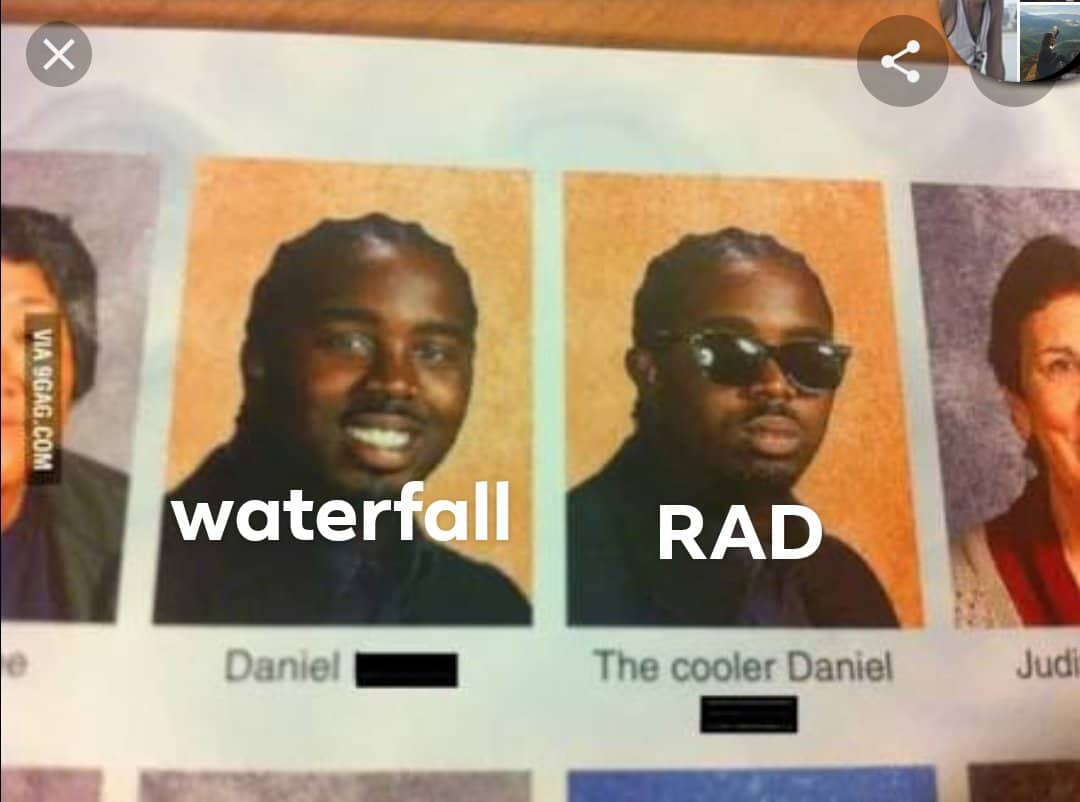 VIA 9GAG.COM
waterfall
RAD
Daniel
The cooler Daniel
Judi